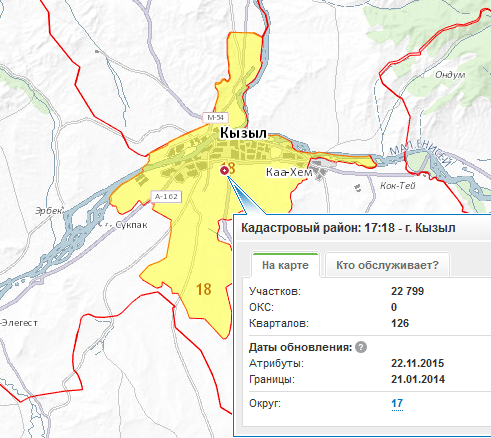 Ондум
М-54
Кызыл
МАЛ.ЕНИСЕЙ
18
Каа-Хем
Кок-Тей
А-162
Эрбек
Сукпак
18
-Элегест
Кадастровый район: 17:18 - г. Кызыл
На карте
Кто обслуживает?
Участков: 22 799
ОКС: 0
Кварталов: 126
Даты обновления: ?
Атрибуты: 22.11.2015
Границы: 21.01.2014
Округ: 17